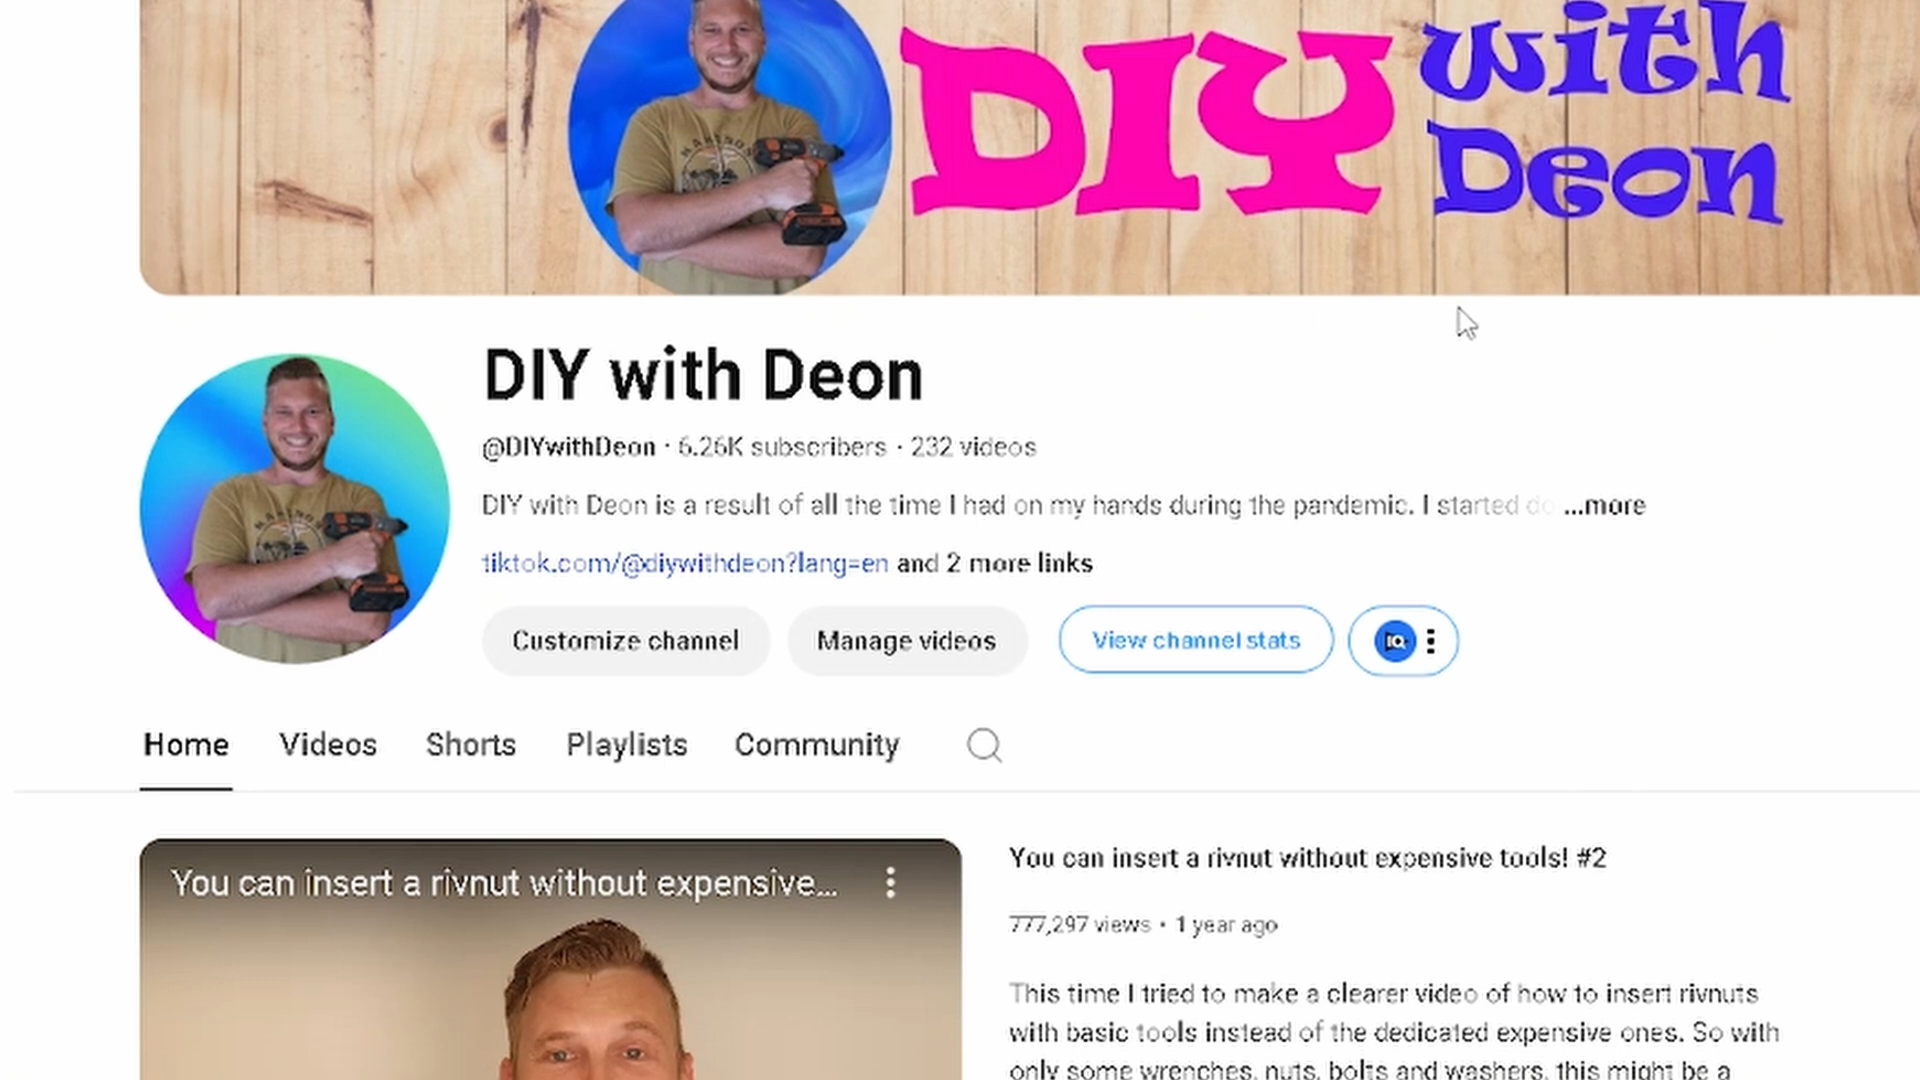 DIY with
Deon
DIY with Deon
@DIYwithDeon · 6.26K subscribers · 232 videos
DIY with Deon is a result of all the time I had on my hands during the pandemic. I started do ...more
tiktok.com/@diywithdeon?lang=en and 2 more links
Customize channel Manage videos View channel stats
Home Videos Shorts Playlists Community
You can insert a rivnut without expensive...
You can insert a rivnut without expensive tools! #2
777,297 views • 1 year ago
This time I tried to make a clearer video of how to insert rivnuts
with basic tools instead of the dedicated expensive ones. So with
only some wrenches, nuts, bolts and washers, this might be a